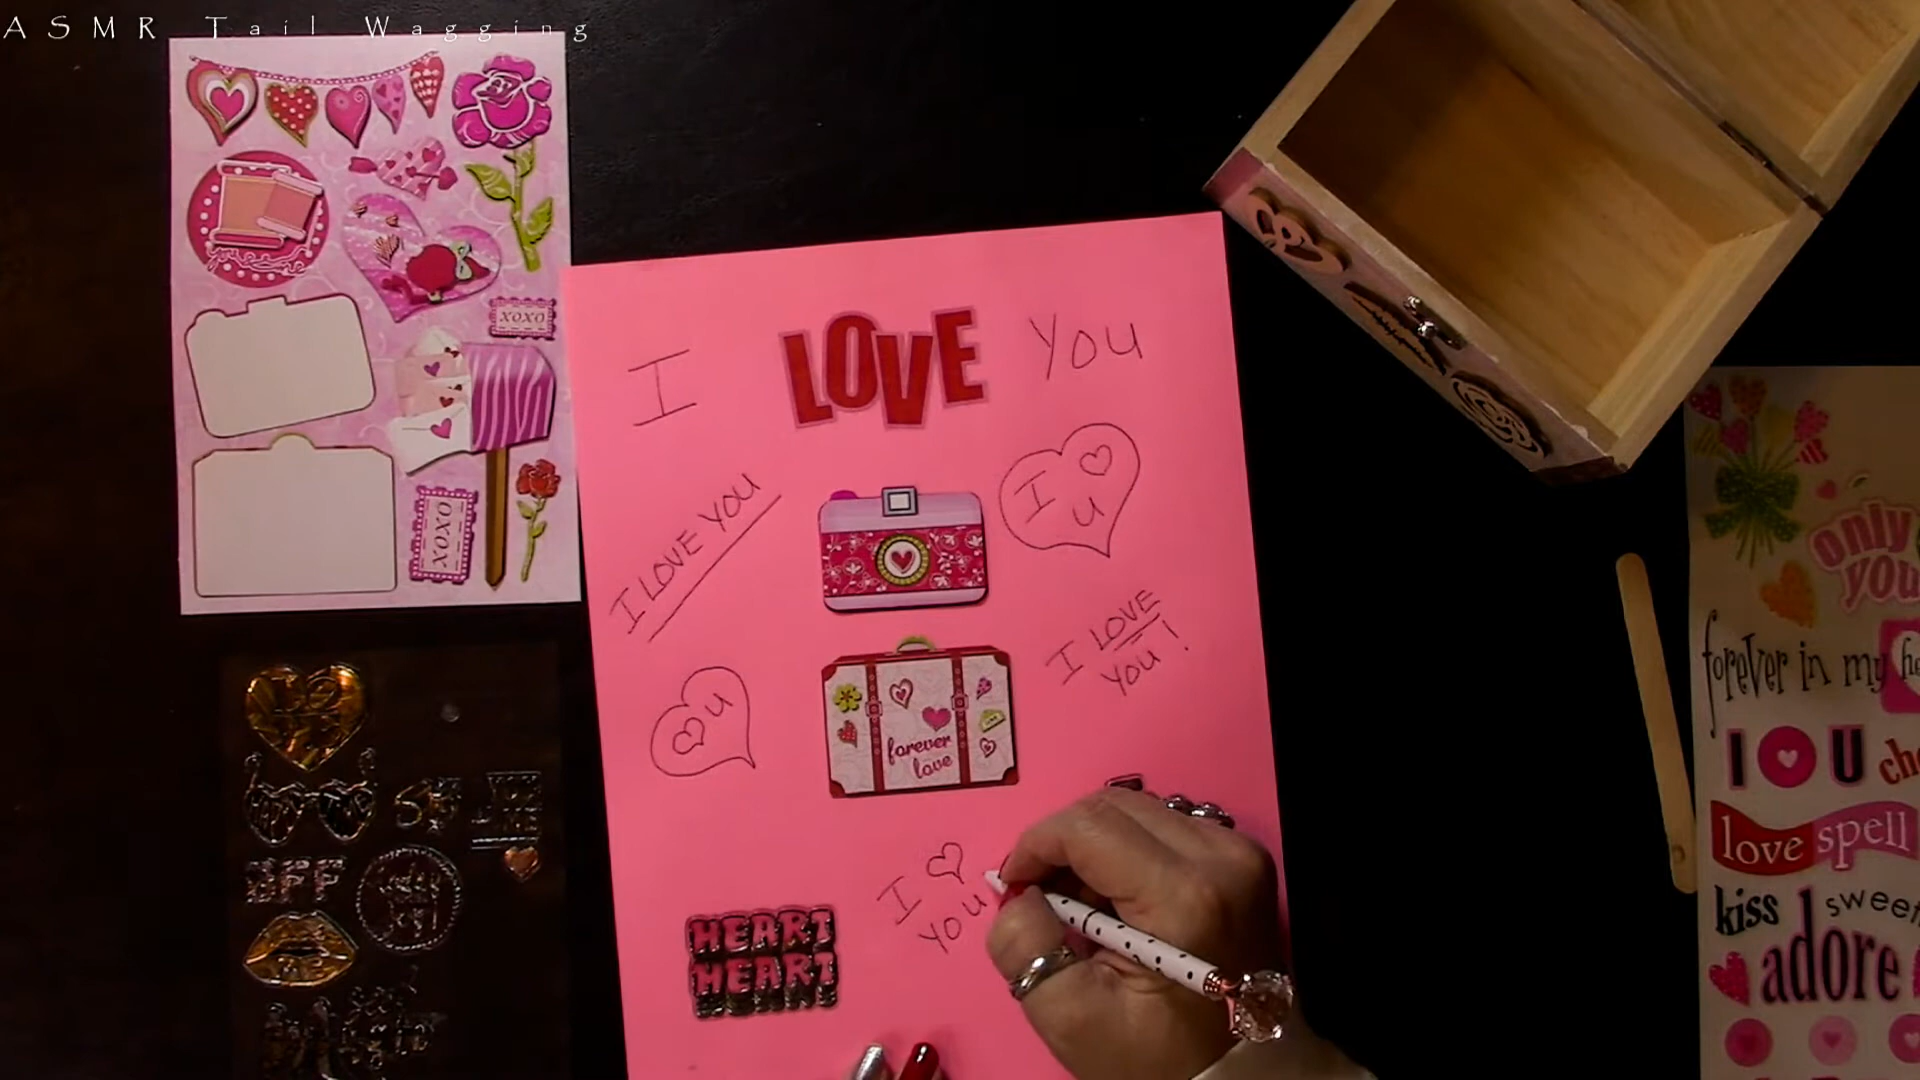 ASMR Tail Wagging
I LOVE You
XOXO
XOXO
I LOVE YOU
I U
I LOVE
YOU!
U
forever
love
I
YOU
HEART
HEART
BFF
only
you
forever in my
I O U
love spell
kiss
adore